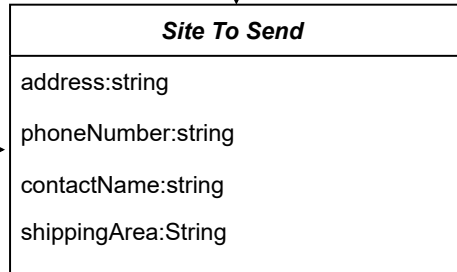 Site To Send
address:string
phoneNumber:string
contactName:string
shippingArea:String